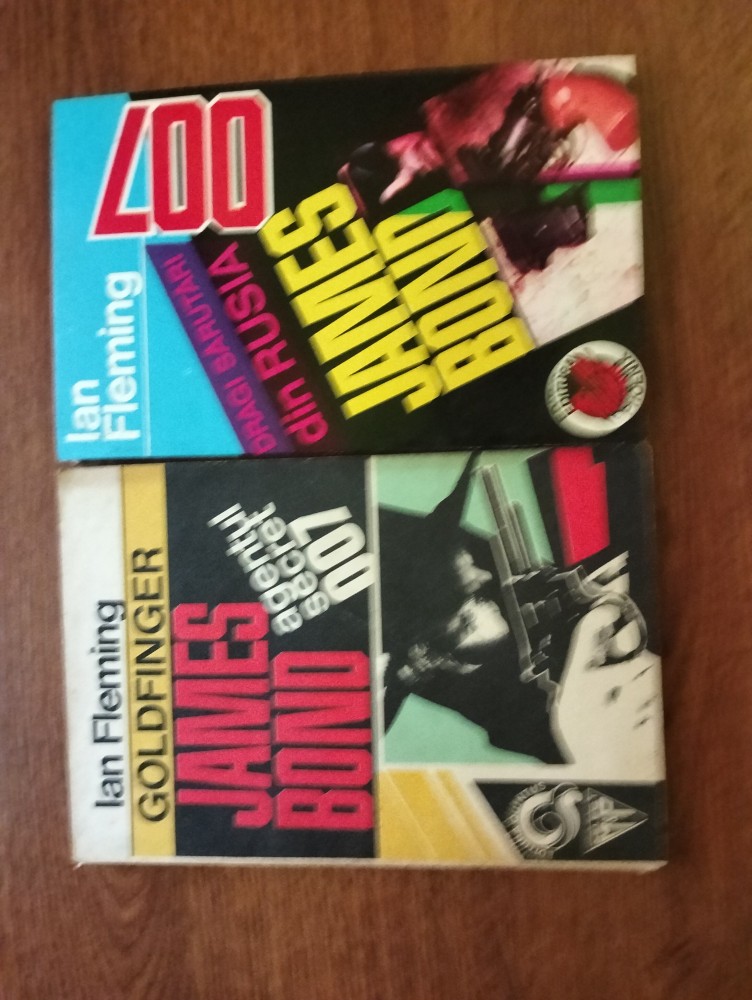 Ian
Fleming
007
DRAGI SĂRUTĂRI
din RUSIA
JAMES
BOND
Ian Fleming
GOLDFINGER
JAMES
BOND
agentul
secret
007